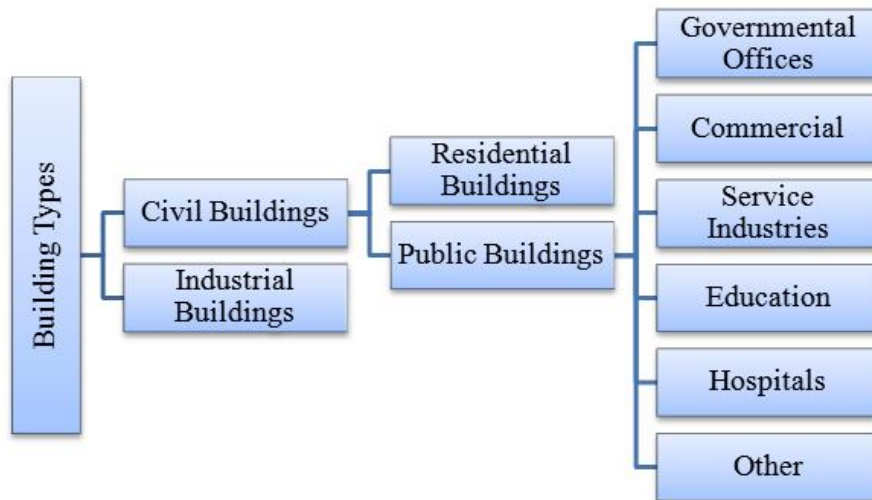 Building Types
Civil Buildings
Industrial
Buildings
Residential
Buildings
Public Buildings
Governmental
Offices
Commercial
Service
Industries
Education
Hospitals
Other